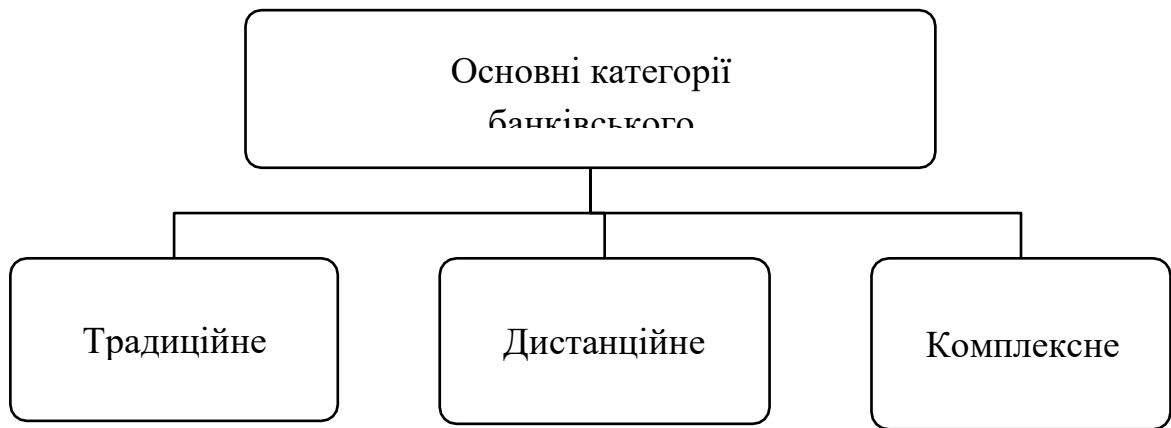 Основні категорії
банківського
Традиційне
Дистанційне
Комплексне